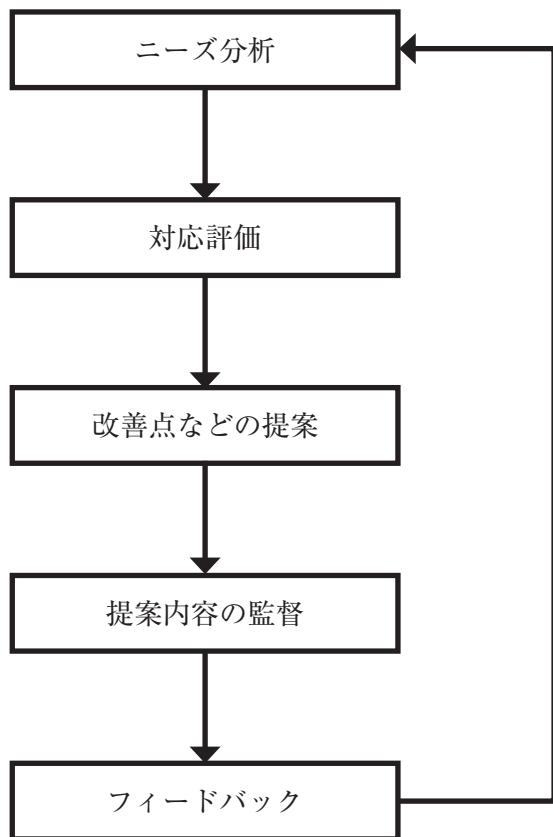 ニーズ分析
対応評価
改善点などの提案
提案内容の監督
フィードバック